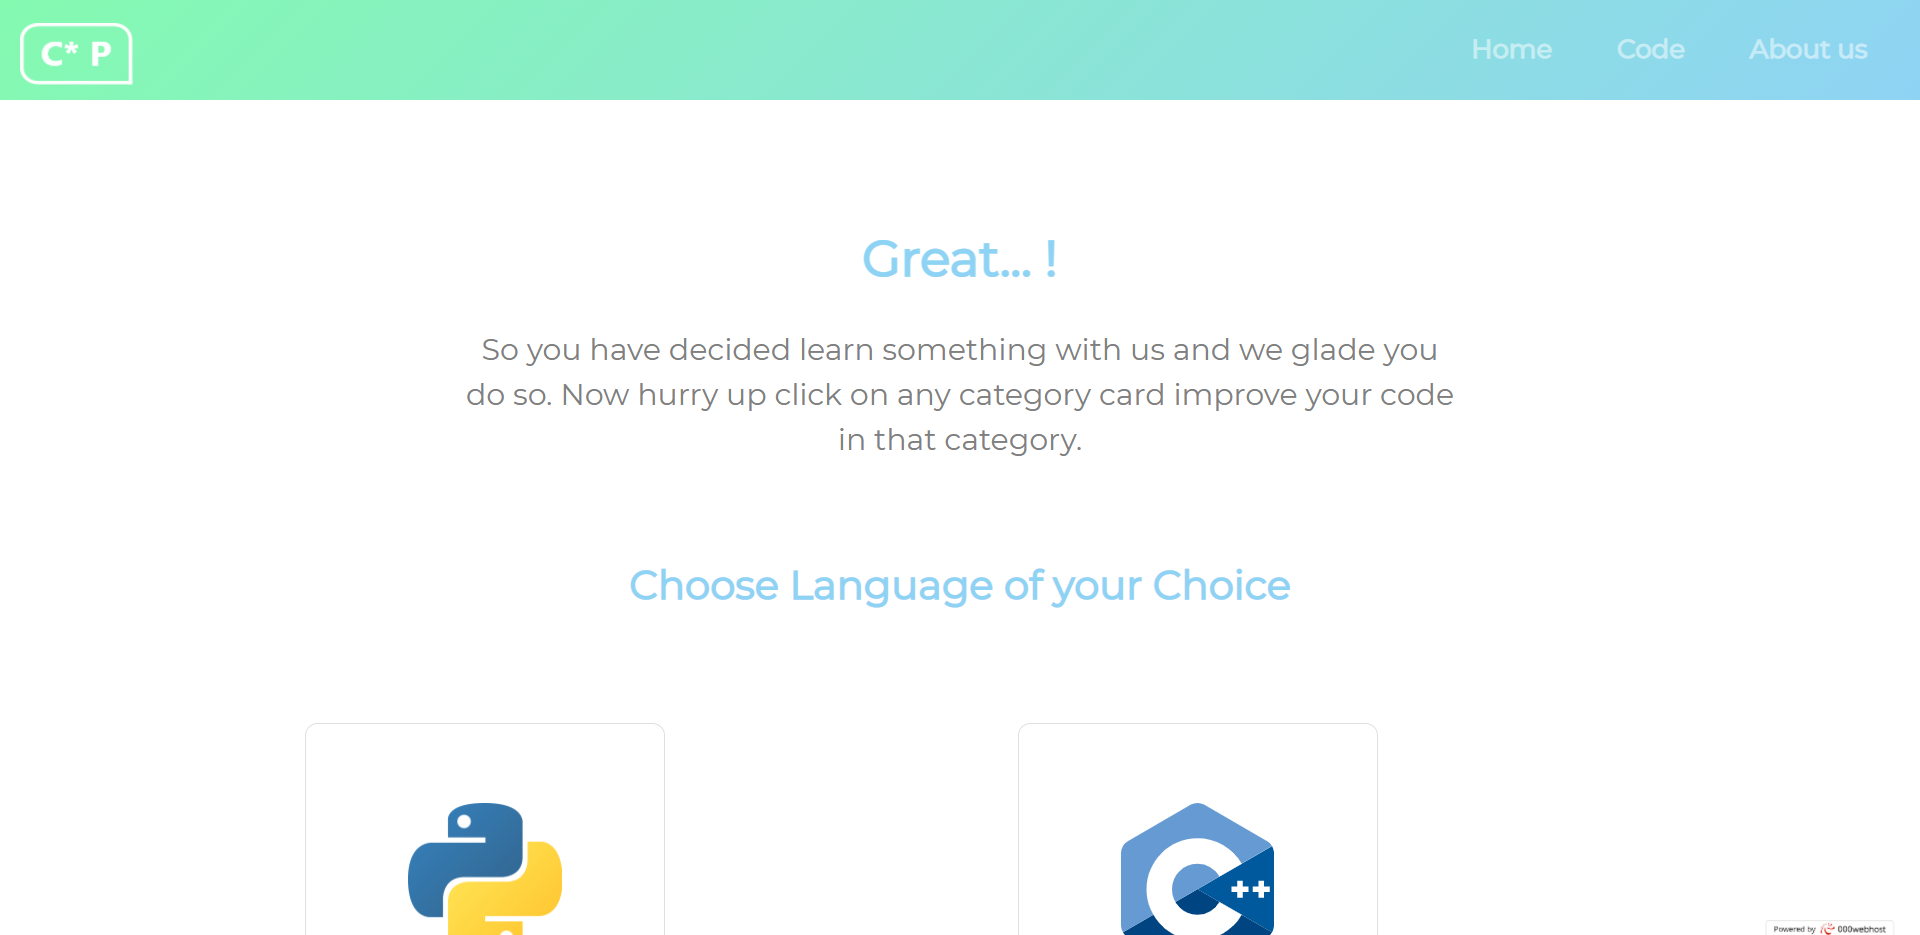 C* P
Home
Code
About us
Great... !
So you have decided learn something with us and we glade you
do so. Now hurry up click on any category card improve your code
in that category.
Choose Language of your Choice
C ++
Powered by 000webhost